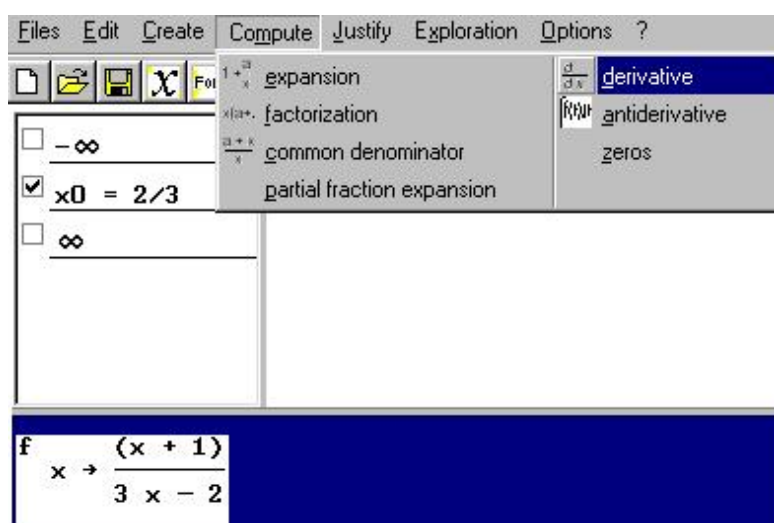 Files Edit Create Compute Justify Exploration Options ?
expansion derivative
factorization antiderivative
common denominator zeros
partial fraction expansion
-∞
x0 = 2/3
∞
f x → (x + 1)
3 x - 2